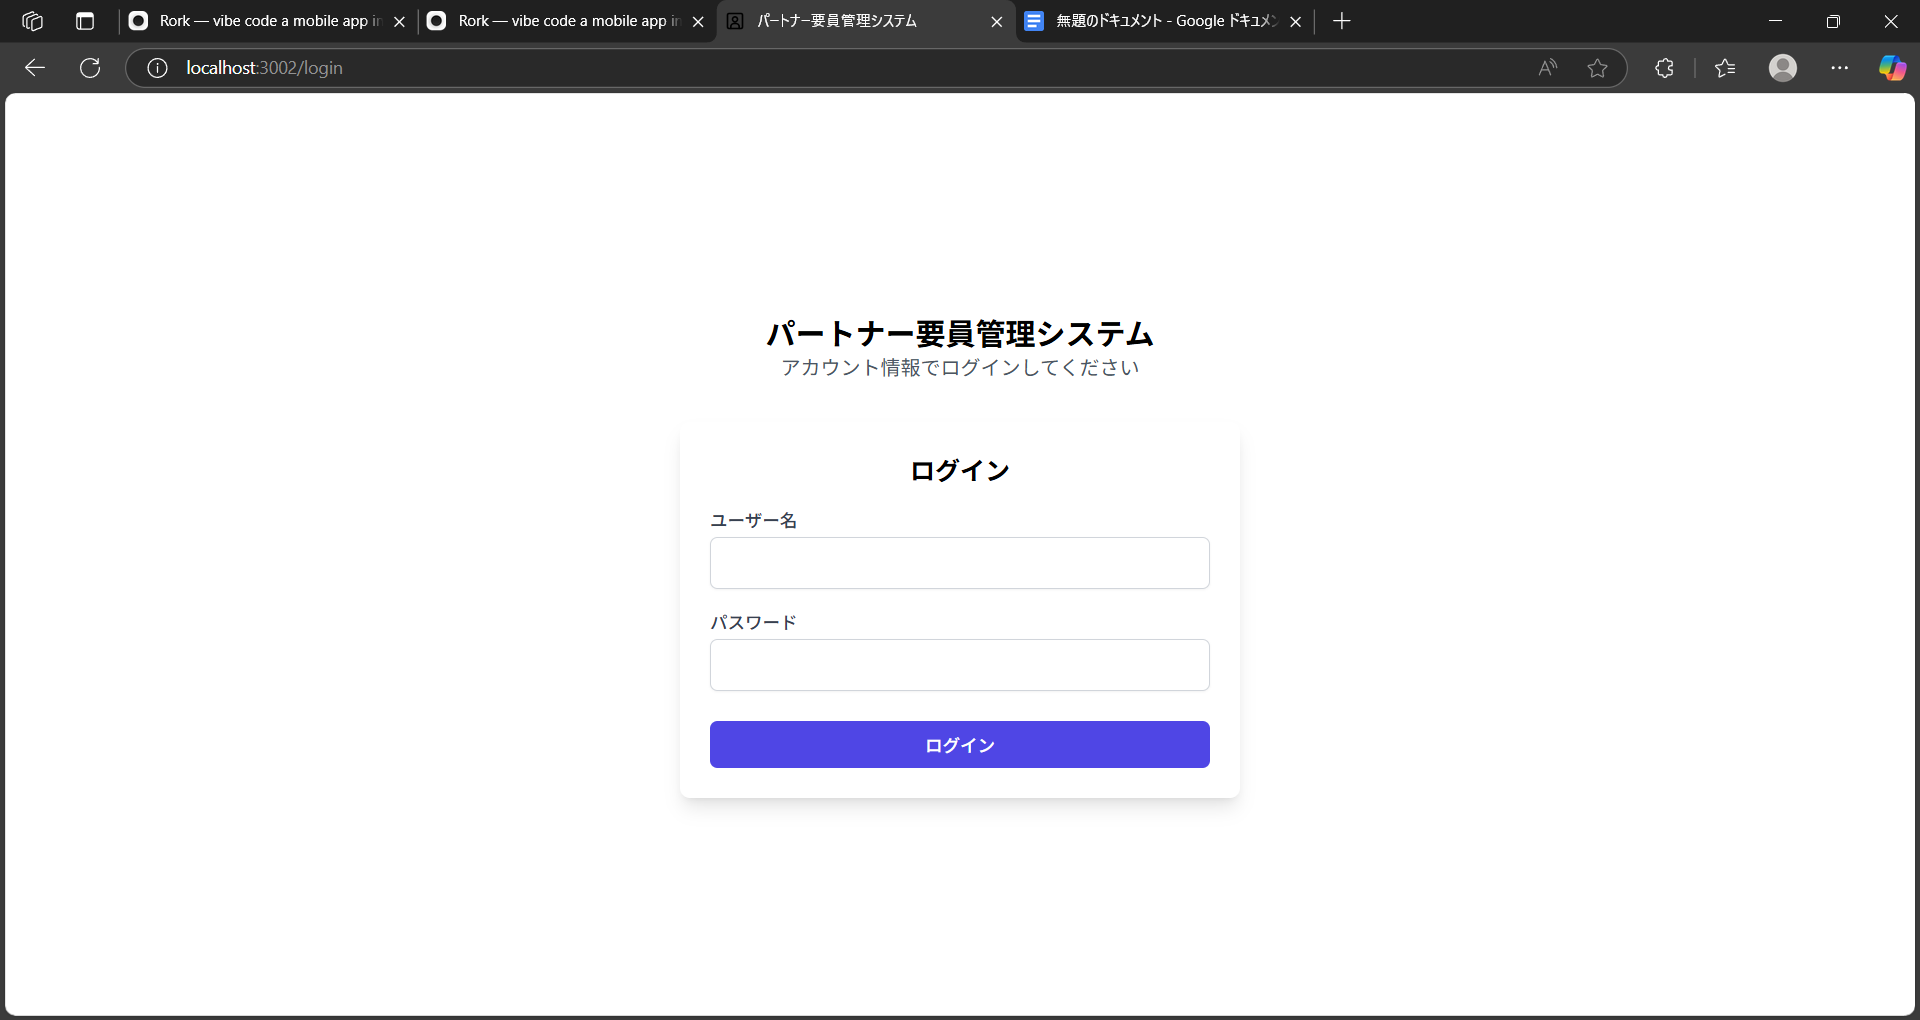 Rork — vibe code a mobile app in
Rork — vibe code a mobile app in
パートナー要員管理システム
無題のドキュメント - Google ドキュメン
localhost:3002/login
パートナー要員管理システム
アカウント情報でログインしてください
ログイン
ユーザー名
パスワード
ログイン